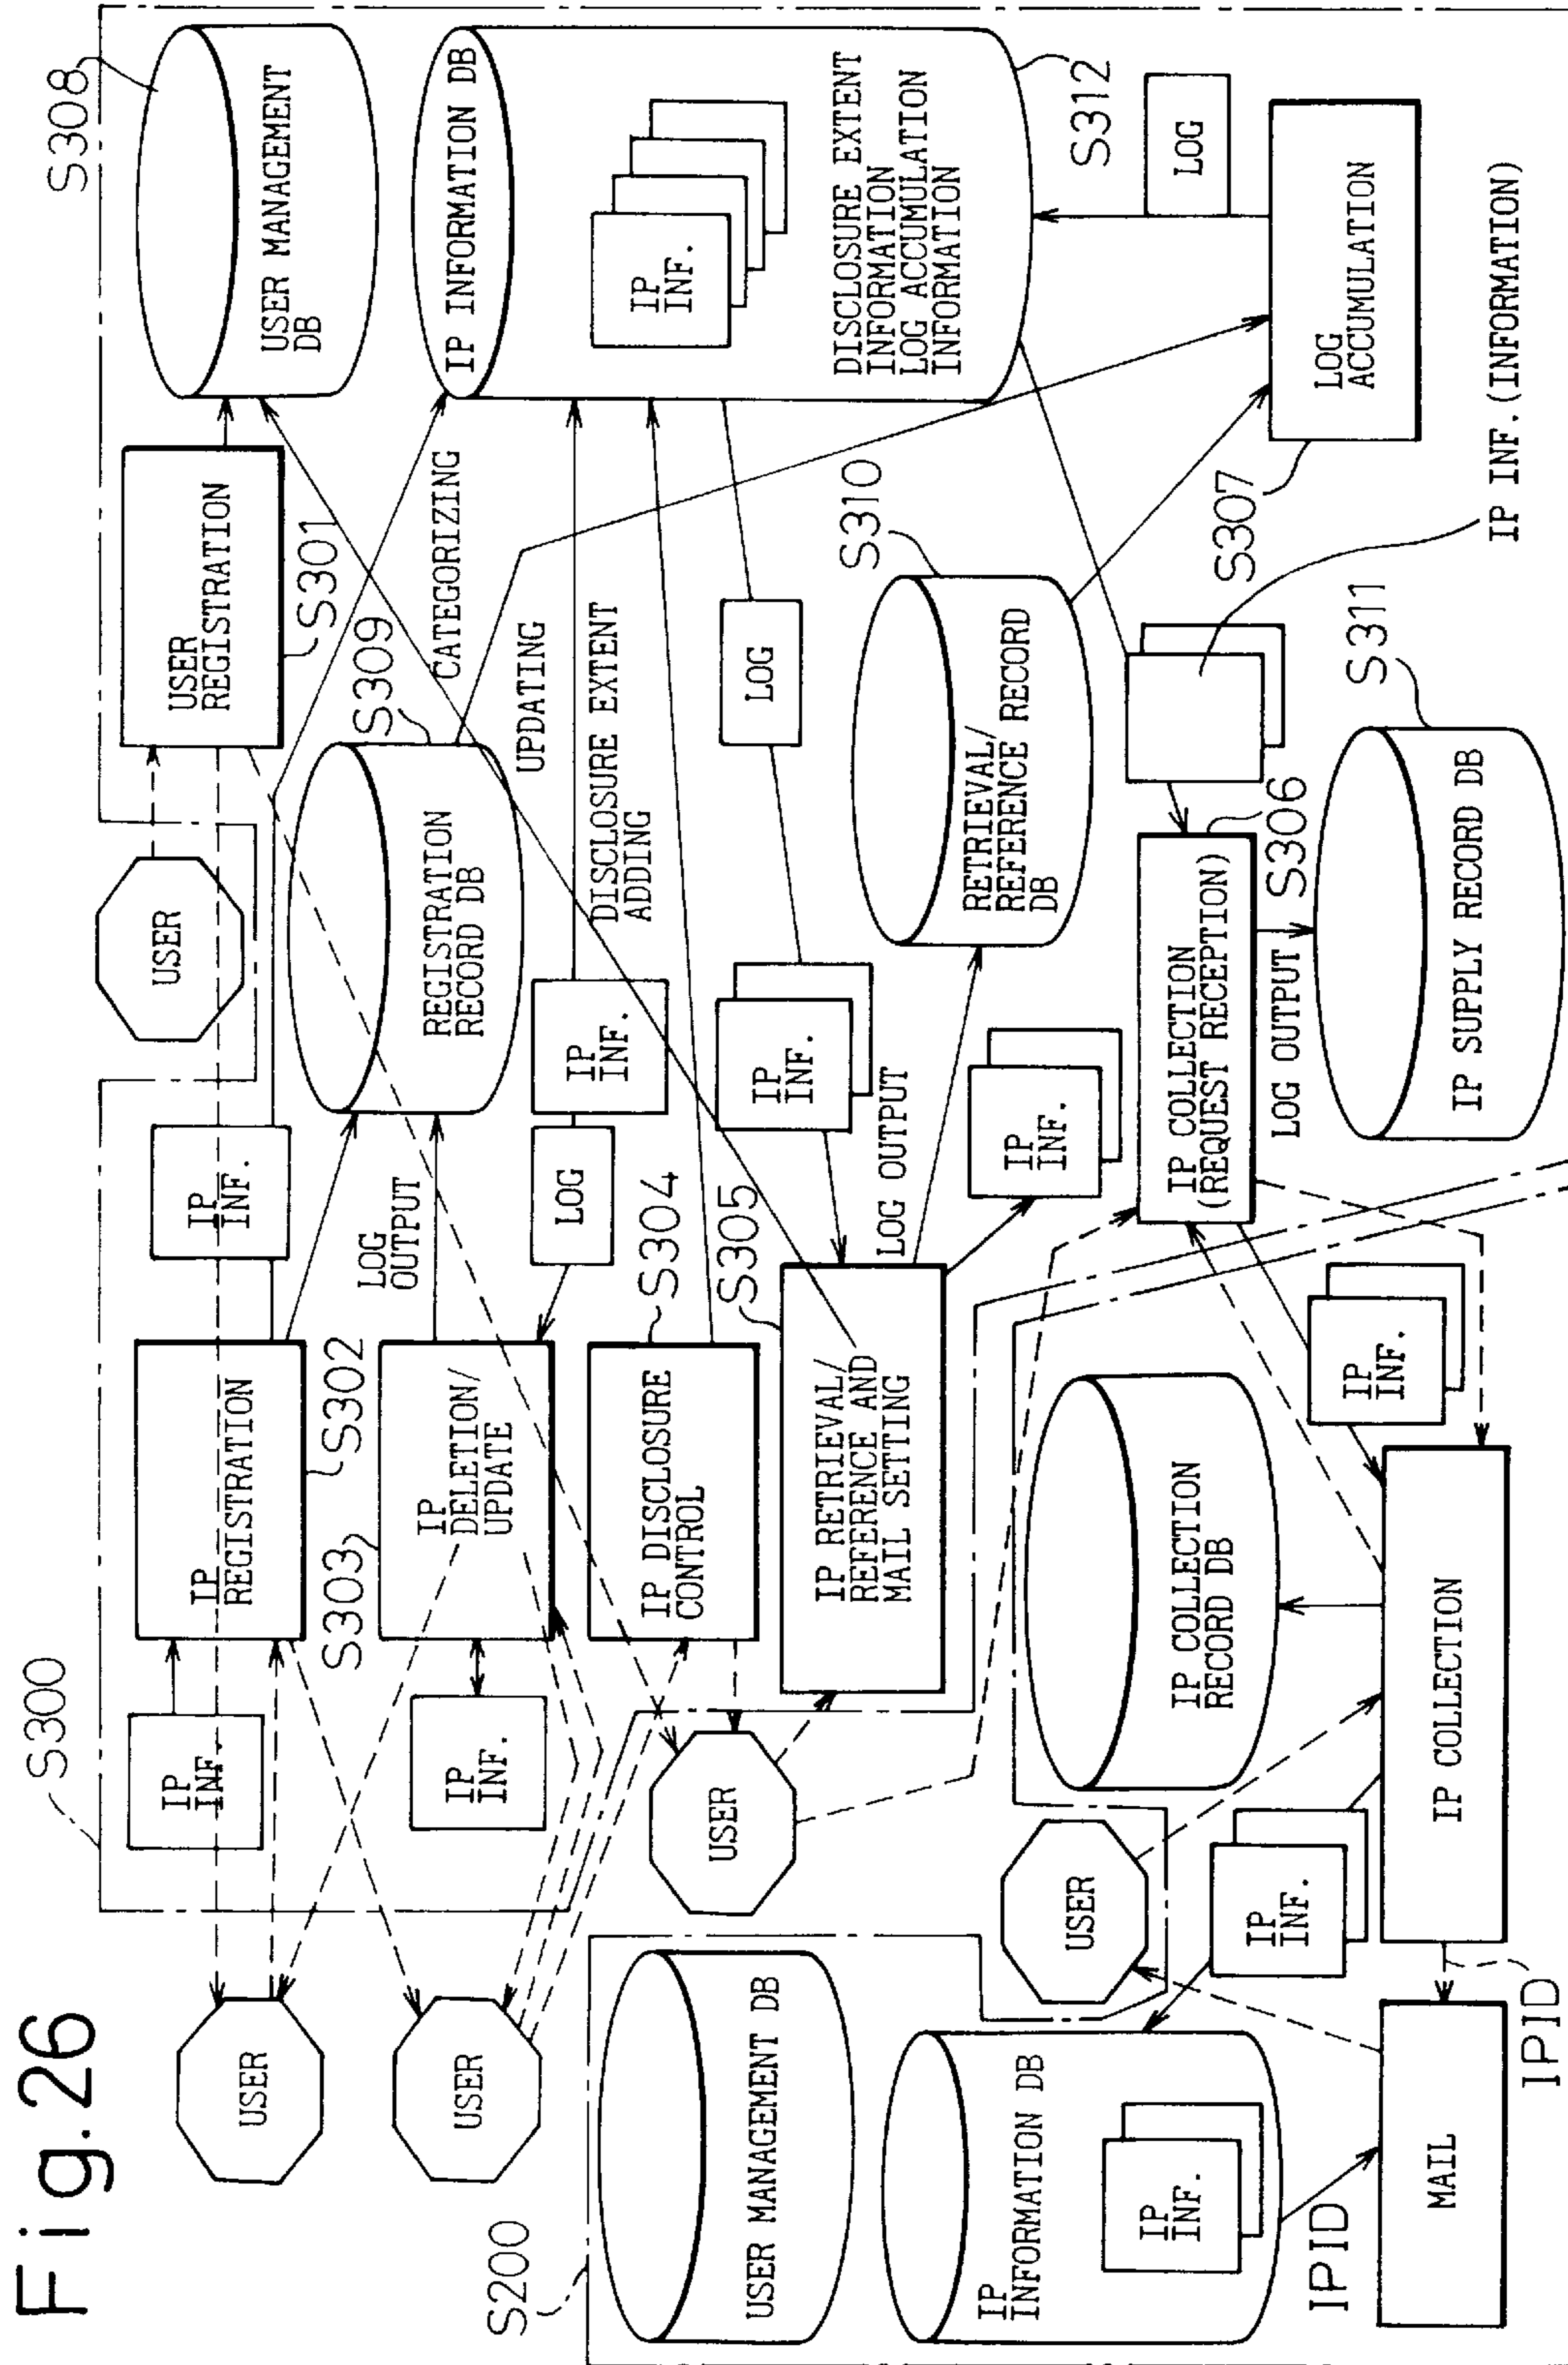 Fig.26
S300
S308
USER
USER
REGISTRATION
S301
USER MANAGEMENT
DB
IP
INF.
IP
REGISTRATION
S302
IP
INF.
USER
S309
REGISTRATION
RECORD DB
LOG
OUTPUT
CATEGORIZING
IP INFORMATION DB
IP
INF.
DISCLOSURE EXTENT
INFORMATION
LOG ACCUMULATION
INFORMATION
S312
USER
S303
IP
DELETION/
UPDATE
IP
INF.
LOG
IP
INF.
UPDATING
DISCLOSURE EXTENT
ADDING
S304
IP DISCLOSURE
CONTROL
S305
IP RETRIEVAL/
REFERENCE AND
MAIL SETTING
USER
IP
INF.
LOG
LOG OUTPUT
IP
INF.
S310
RETRIEVAL/
REFERENCE RECORD
DB
LOG
LOG
ACCUMULATION
S307
IP INF.(INFORMATION)
S306
IP COLLECTION
(REQUEST RECEPTION)
LOG OUTPUT
S311
IP SUPPLY RECORD DB
S200
USER MANAGEMENT DB
IP
INFORMATION DB
IP
INF.
IPID
MAIL
IPID
USER
IP
INF.
IP COLLECTION
RECORD DB
IP COLLECTION
IP
INF.